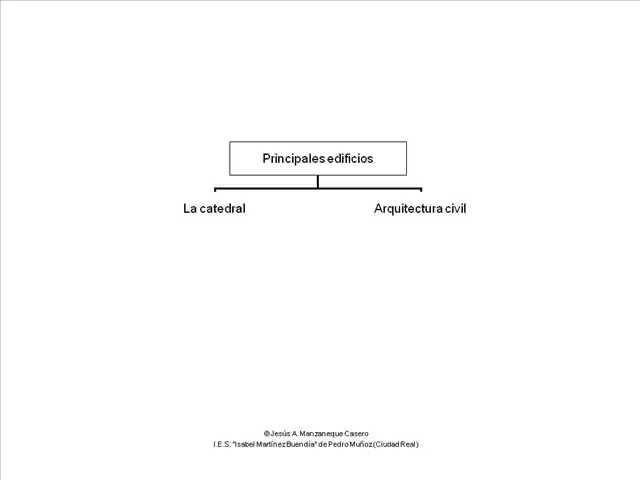 Principales edificios
La catedral
Arquitectura civil
© Jesús A. Manzaneque Casero
I.E.S. "Isabel Martínez Buendía" de Pedro Muñoz (Ciudad Real)